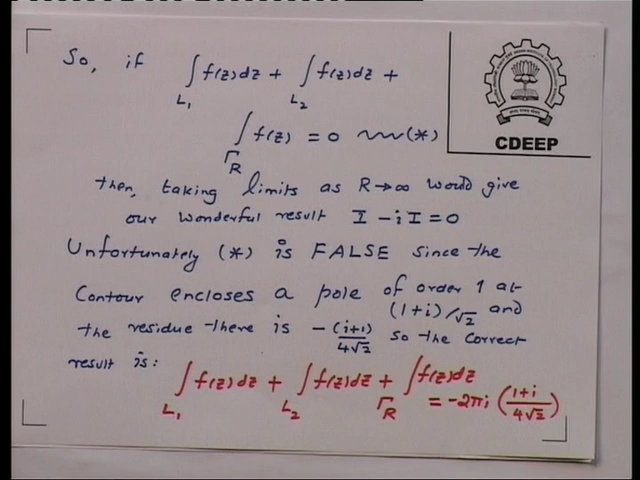 So, if ∫f(z)dz + ∫f(z)dz +
L₁ L₂
∫f(z) = 0 ~~~(*)
Γ_R
CDEEP
then, taking limits as R→∞ would give
our wonderful result I - iI = 0
Unfortunately (*) is FALSE since the
Contour encloses a pole of order 1 at
(1+i)/√2 and
the residue there is -(i+1)/4√2 so the correct
result is:
∫f(z)dz + ∫f(z)dz + ∫f(z)dz
L₁ L₂ Γ_R = -2πi (1+i/4√2)